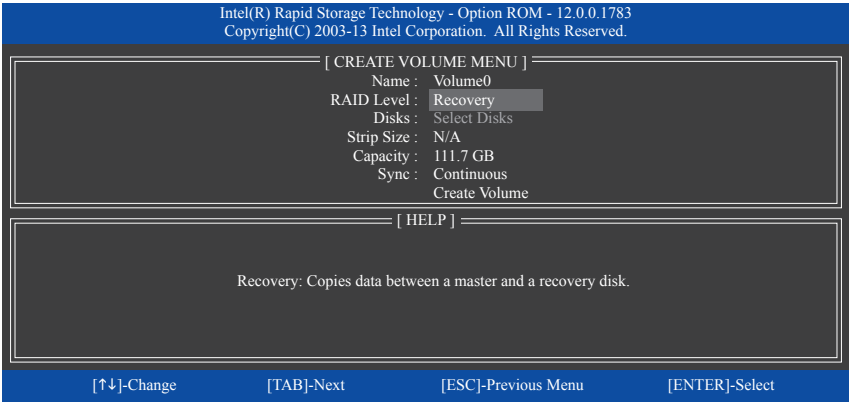 Intel(R) Rapid Storage Technology - Option ROM - 12.0.0.1783
Copyright(C) 2003-13 Intel Corporation. All Rights Reserved.
[ CREATE VOLUME MENU ]
Name : Volume0
RAID Level : Recovery
Disks : Select Disks
Strip Size : N/A
Capacity : 111.7 GB
Sync : Continuous
Create Volume
[ HELP ]
Recovery: Copies data between a master and a recovery disk.
[↑↓]-Change [TAB]-Next [ESC]-Previous Menu [ENTER]-Select